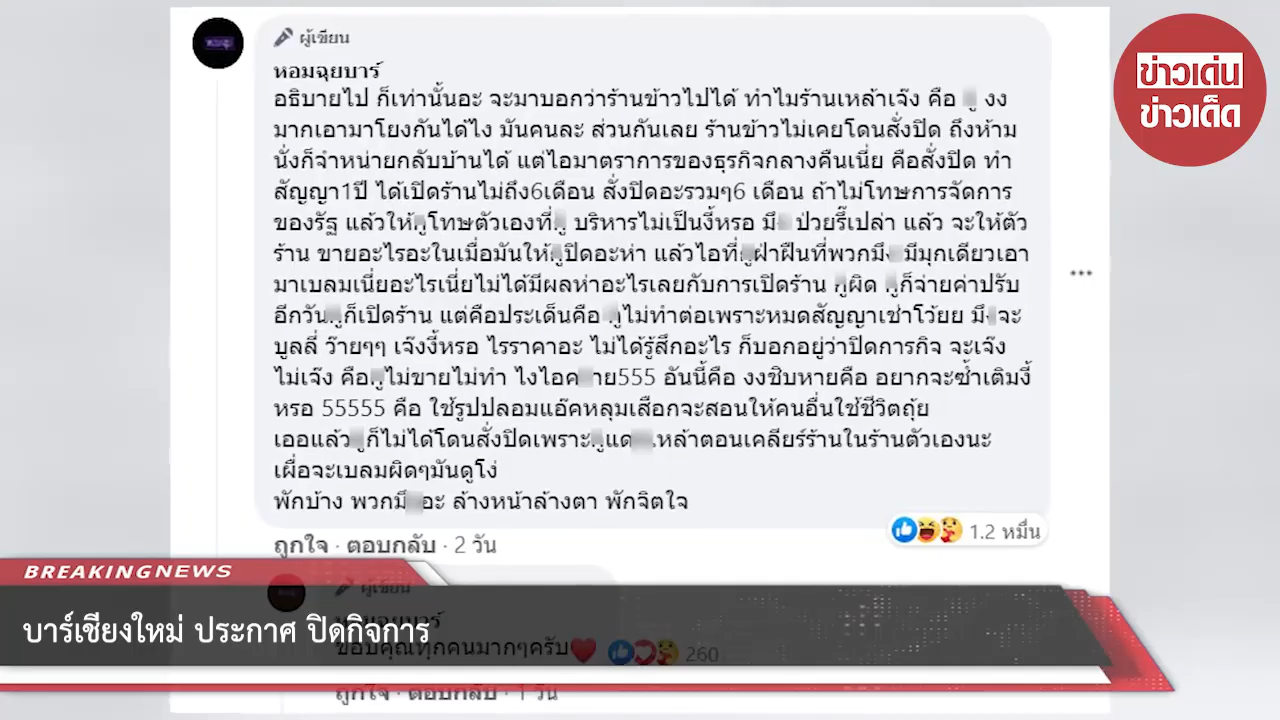 ผู้เขียน
หอมฉุยบาร์
อธิบายไป ก็เท่านั้นอะ จะมาบอกว่าร้านข้าวไปได้ ทำไมร้านเหล้าเจ๊ง คือ งง
มากเอามาโยงกันได้ไง มันคนละ ส่วนกันเลย ร้านข้าวไม่เคยโดนสั่งปิด ถึงห้าม
นั่งก็จำหน่ายกลับบ้านได้ แต่ไอมาตราการของธุรกิจกลางคืนเนี่ย คือสั่งปิด ทำ
สัญญา1ปี ได้เปิดร้านไม่ถึง6เดือน สั่งปิดอะรวมๆ6 เดือน ถ้าไม่โทษการจัดการ
ของรัฐ แล้วให้ โทษตัวเองที่ บริหารไม่เป็นงี้หรอ ป่วยรึ๊เปล่า แล้ว จะให้ตัว
ร้าน ขายอะไรอะในเมื่อมันให้ ปิดอะห่า แล้วไอที่ ฝ่าฝืนที่พวก มีมุกเดียวเอา
มาเบลมเนี่ยอะไรเนี่ยไม่ได้มีผลห่าอะไรเลยกับการเปิดร้าน ผิด ก็จ่ายค่าปรับ
อีกวัน ก็เปิดร้าน แต่คือประเด็นคือ ไม่ทำต่อเพราะหมดสัญญาเช่าโว้ยย จะ
บูลลี่ ว๊ายๆๆ เจ๊งงี้หรอ ไรราคาอะ ไม่ได้รู้สึกอะไร ก็บอกอยู่ว่าปิดการกิจ จะเจ๊ง
ไม่เจ๊ง คือ ไม่ขายไม่ทำ 555 อันนี้คือ งงชิบหายคือ อยากจะซ้ำเติมงี้
หรอ 55555 คือ ใช้รูปปลอมแอ๊คหลุมเสือกจะสอนให้คนอื่นใช้ชีวิตถุ้ย
เออแล้ว ก็ไม่ได้โดนสั่งปิดเพราะ เหล้าตอนเคลียร์ร้านในร้านตัวเองนะ
เผื่อจะเบลมผิดๆมันดูโง่
พักบ้าง พวก อะ ล้างหน้าล้างตา พักจิตใจ
1.2 หมื่น
ถูกใจ · ตอบกลับ · 2 วัน
ข่าวเด่น
ข่าวเด็ด
BREAKINGNEWS
ผู้เขียน
หอมฉุยบาร์
บาร์เชียงใหม่ ประกาศ ปิดกิจการ
ขอบคุณทุกคนมากๆครับ❤
260
ถูกใจ · ตอบกลับ · 1 วัน